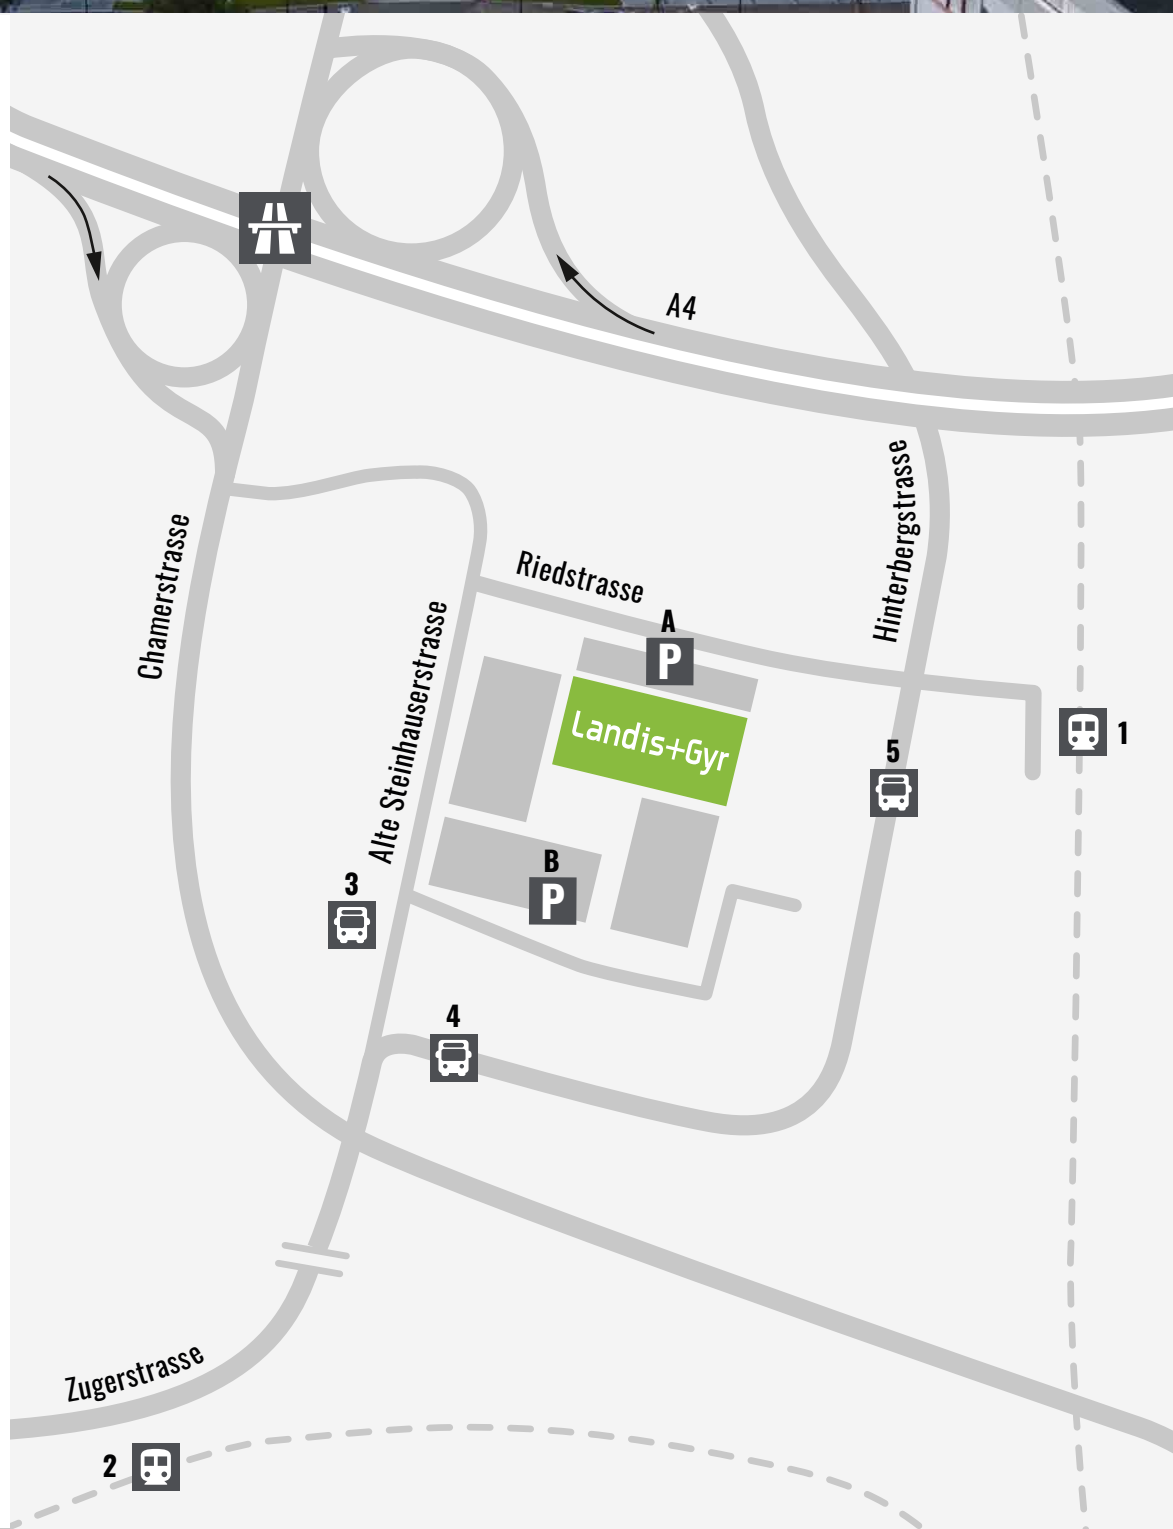 A4
Hinterbergstrasse
Chamerstrasse
Riedstrasse
Alte Steinhauserstrasse
A
P
Landis+Gyr
1
5
B
P
3
4
Zugerstrasse
2